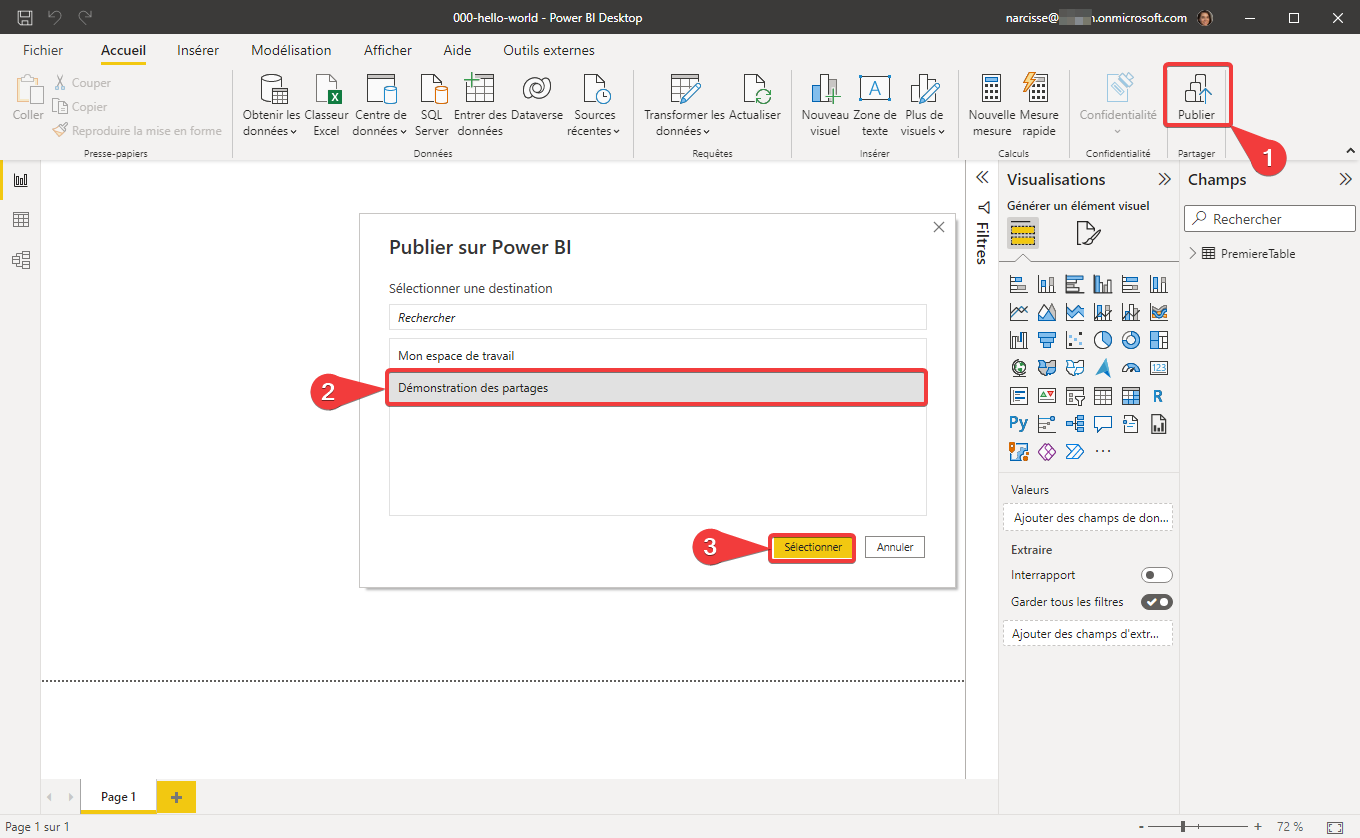 000-hello-world - Power BI Desktop
narcisse@ .onmicrosoft.com
Fichier Accueil Insérer Modélisation Afficher Aide Outils externes
Coller
Couper
Copier
Reproduire la mise en forme
Presse-papiers
Obtenir les
données
Classeur
Excel
Centre de
données
SQL
Server
Entrer des
données
Dataverse
Sources
récentes
Données
Transformer les
données
Actualiser
Requêtes
Nouveau
visuel
Zone de
texte
Plus de
visuels
Insérer
Nouvelle
mesure
Mesure
rapide
Calculs
Confidentialité
Confidentialité
Publier
Partager
1
Publier sur Power BI
Sélectionner une destination
Rechercher
Mon espace de travail
2
Démonstration des partages
3
Sélectionner
Annuler
Filtres
Visualisations
Générer un élément visuel
123
R
Py
Valeurs
Ajouter des champs de don...
Extraire
Interrapport
Garder tous les filtres
Ajouter des champs d'extr...
Champs
Rechercher
PremiereTable
Page 1
Page 1 sur 1
72 %